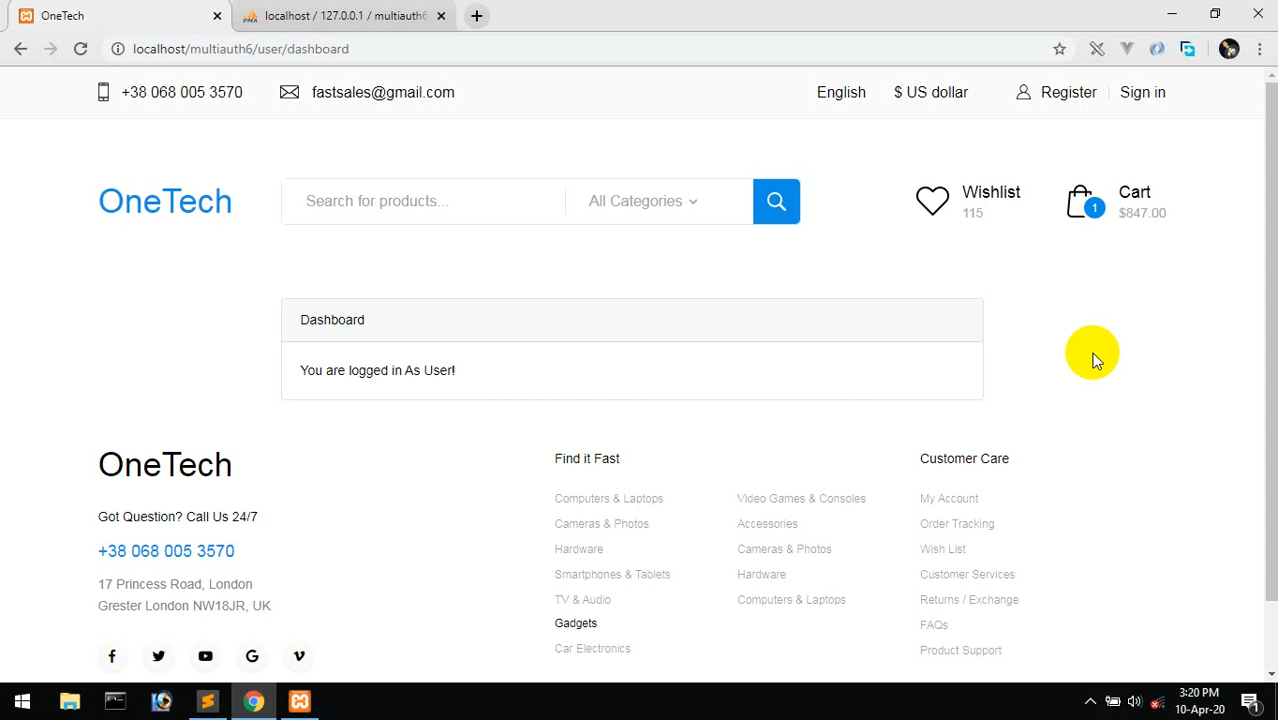 OneTech
localhost / 127.0.0.1 / multiauth6
localhost/multiauth6/user/dashboard
+38 068 005 3570 fastsales@gmail.com English $ US dollar Register Sign in
OneTech Search for products... All Categories Wishlist 115 1 Cart $847.00
Dashboard
You are logged in As User!
OneTech
Got Question? Call Us 24/7
+38 068 005 3570
17 Princess Road, London
Grester London NW18JR, UK
Find it Fast
Computers & Laptops
Cameras & Photos
Hardware
Smartphones & Tablets
TV & Audio
Gadgets
Car Electronics
Video Games & Consoles
Accessories
Cameras & Photos
Hardware
Computers & Laptops
Customer Care
My Account
Order Tracking
Wish List
Customer Services
Returns / Exchange
FAQs
Product Support
3:20 PM
10-Apr-20
1